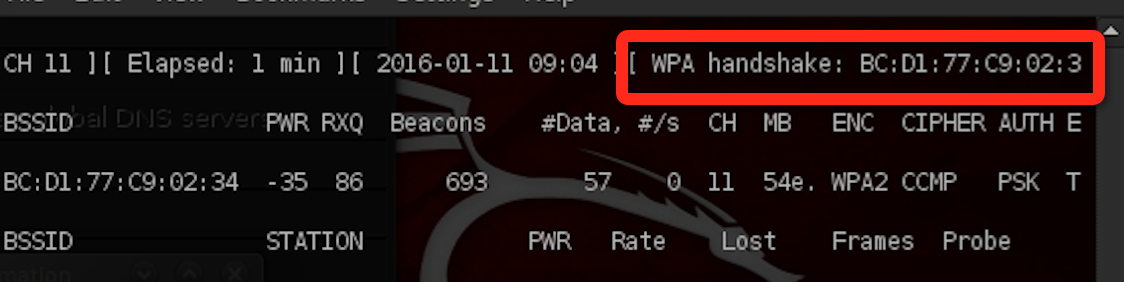 CH 11 ][ Elapsed: 1 min ][ 2016-01-11 09:04 ][ WPA handshake: BC:D1:77:C9:02:3
BSSID PWR RXQ Beacons #Data, #/s CH MB ENC CIPHER AUTH E
BC:D1:77:C9:02:34 -35 86 693 57 0 11 54e. WPA2 CCMP PSK T
BSSID STATION PWR Rate Lost Frames Probe